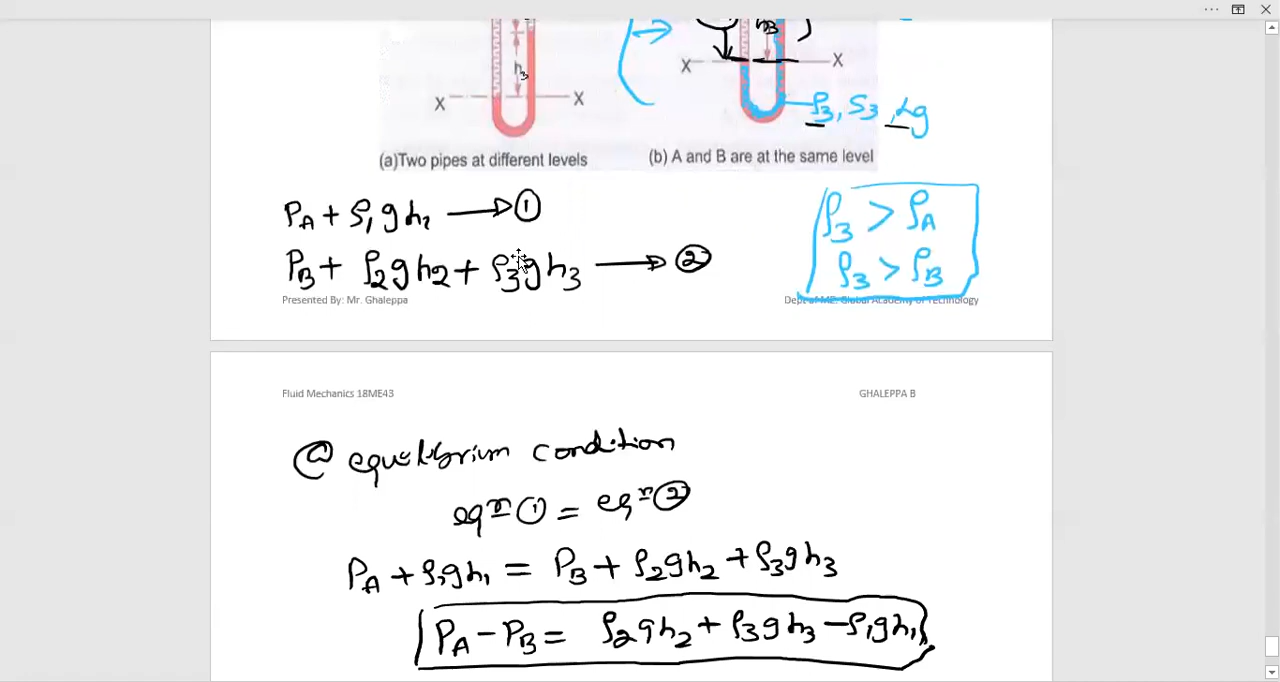 h3
X X
X X
ρ3, S3, Hg
(a)Two pipes at different levels
(b) A and B are at the same level
PA + ρ1gh1 → ①
PB + ρ2gh2 + ρ3gh3 → ②
ρ3 > ρA
ρ3 > ρB
Presented By: Mr. Ghaleppa
Dept of ME. Global Academy of Technology
Fluid Mechanics 18ME43
GHALEPPA B
@ equilibrium condition
eqn ① = eqn ②
PA + ρ1gh1 = PB + ρ2gh2 + ρ3gh3
PA - PB = ρ2gh2 + ρ3gh3 - ρ1gh1